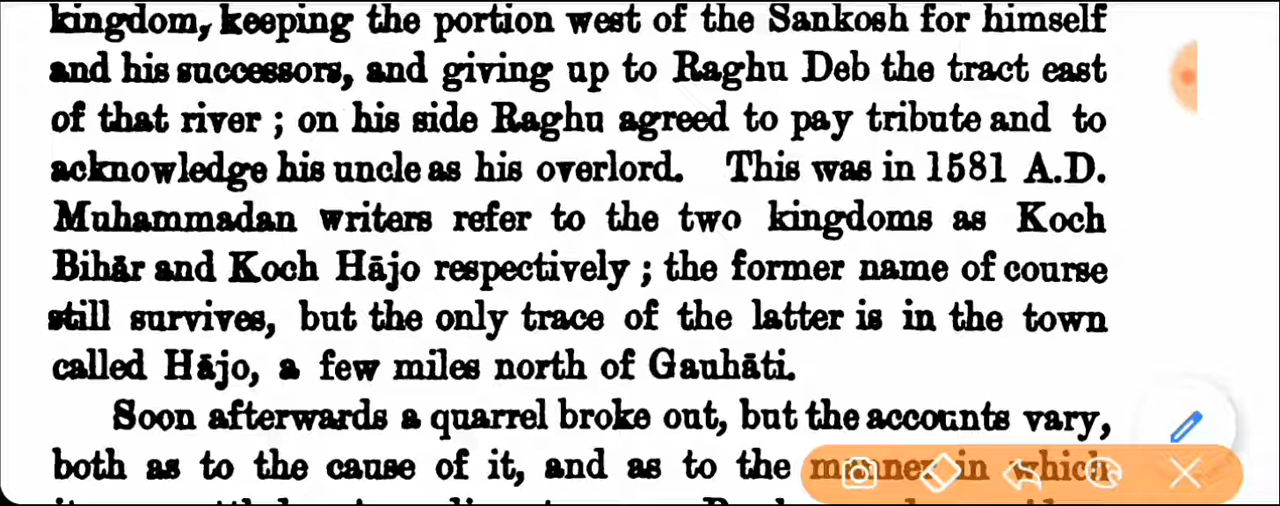 kingdom, keeping the portion west of the Sankosh for himself
and his successors, and giving up to Raghu Deb the tract east
of that river ; on his side Raghu agreed to pay tribute and to
acknowledge his uncle as his overlord. This was in 1581 A.D.
Muhammadan writers refer to the two kingdoms as Koch
Bihār and Koch Hājo respectively ; the former name of course
still survives, but the only trace of the latter is in the town
called Hājo, a few miles north of Gauhāti.
Soon afterwards a quarrel broke out, but the accounts vary,
both as to the cause of it, and as to the manner in which